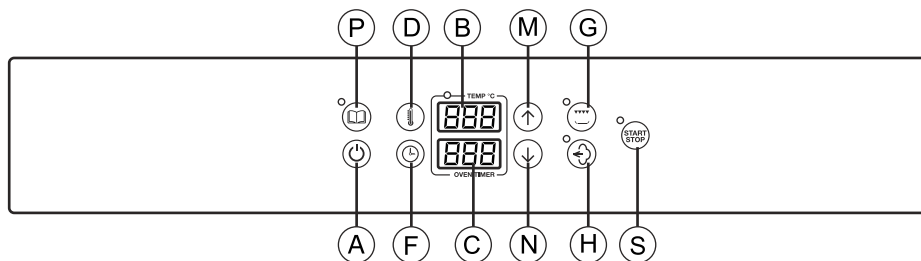 P D B M G
TEMP °C
888
START
STOP
888
OVEN TIMER
A F C N H S